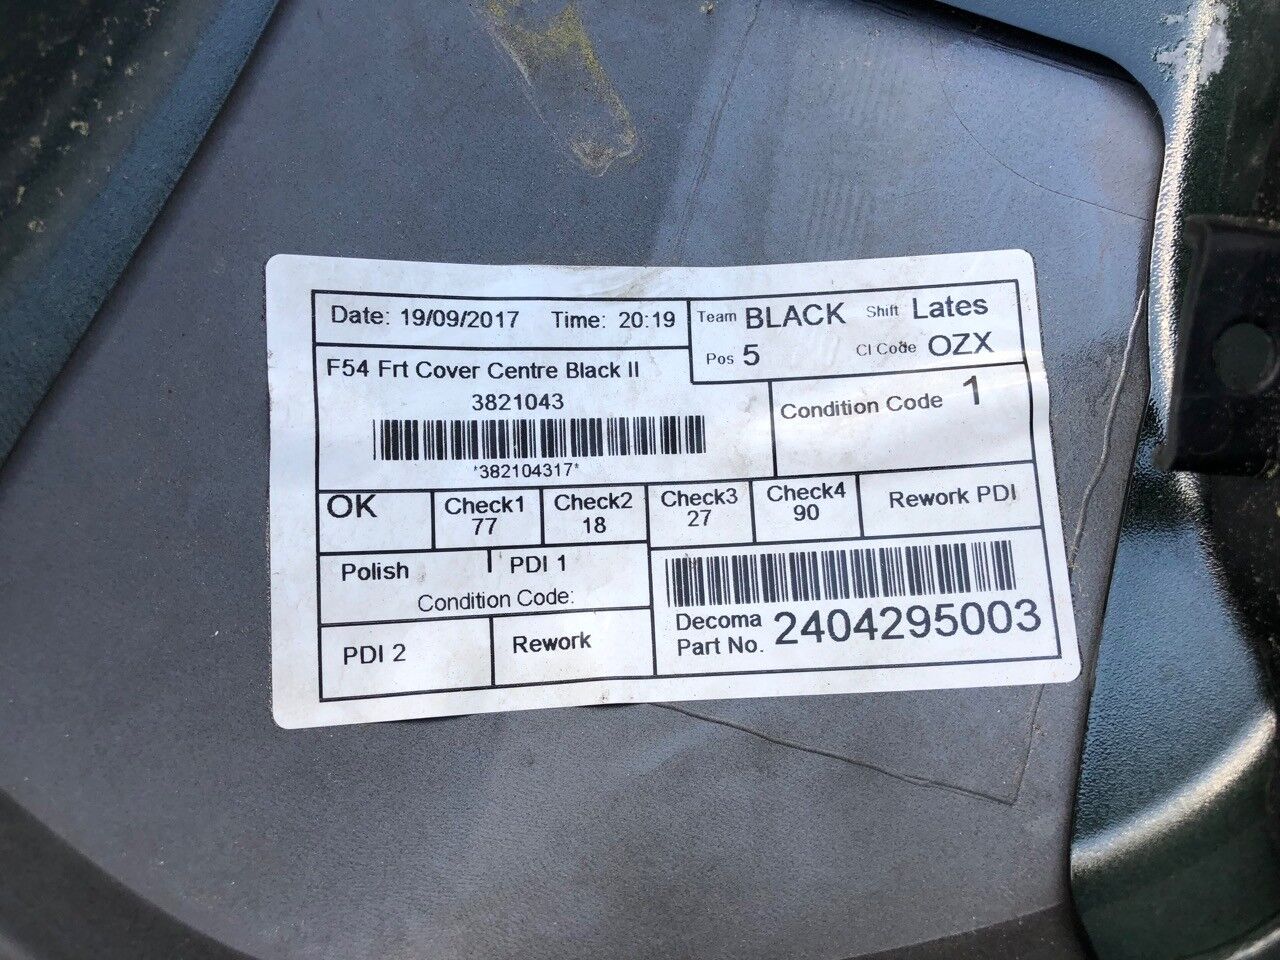 Date: 19/09/2017 Time: 20:19
Team BLACK Shift Lates
Pos 5 CI Code OZX
F54 Frt Cover Centre Black II
3821043
*382104317*
Condition Code 1
OK
Check1
77
Check2
18
Check3
27
Check4
90
Rework PDI
Polish
PDI 1
Condition Code:
PDI 2
Rework
Decoma
Part No. 2404295003